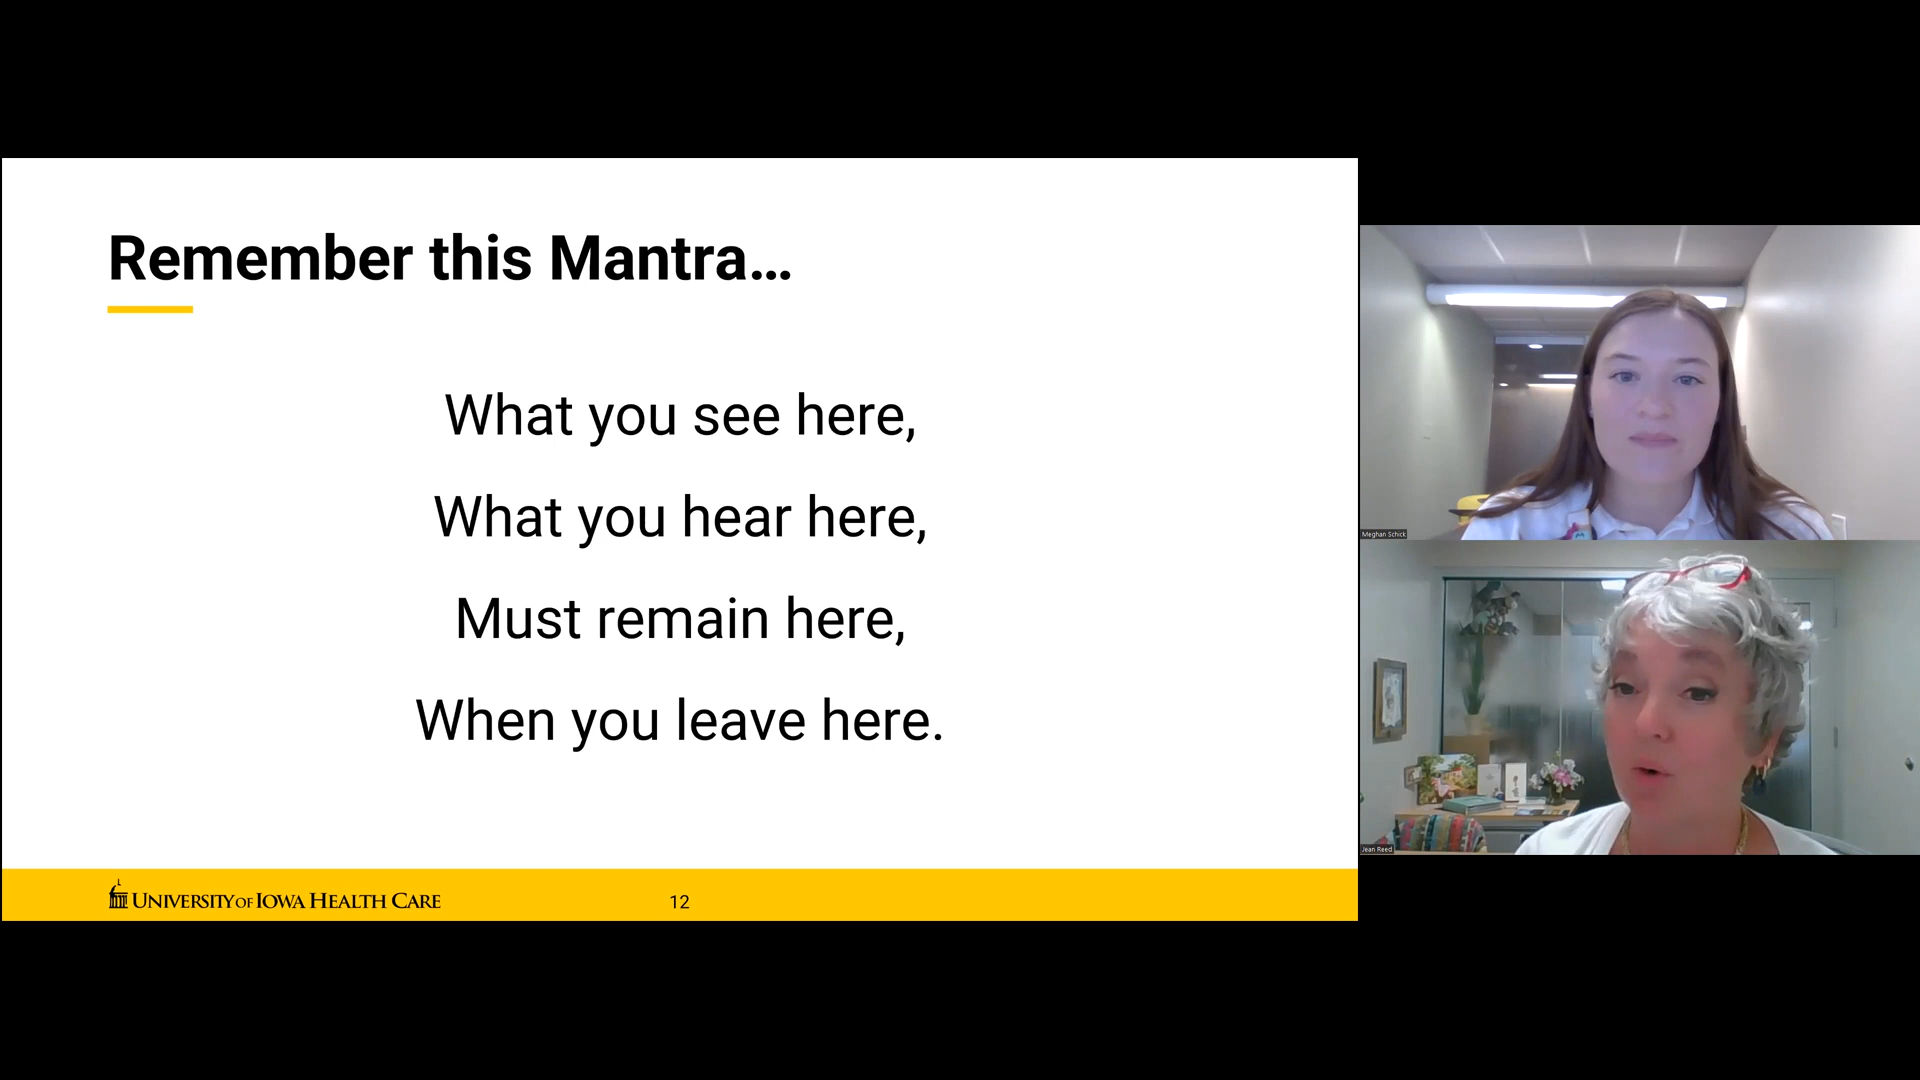 Remember this Mantra...
What you see here,
What you hear here,
Must remain here,
When you leave here.
UNIVERSITY OF IOWA HEALTH CARE
12
Meghan Schick
Jean Reed